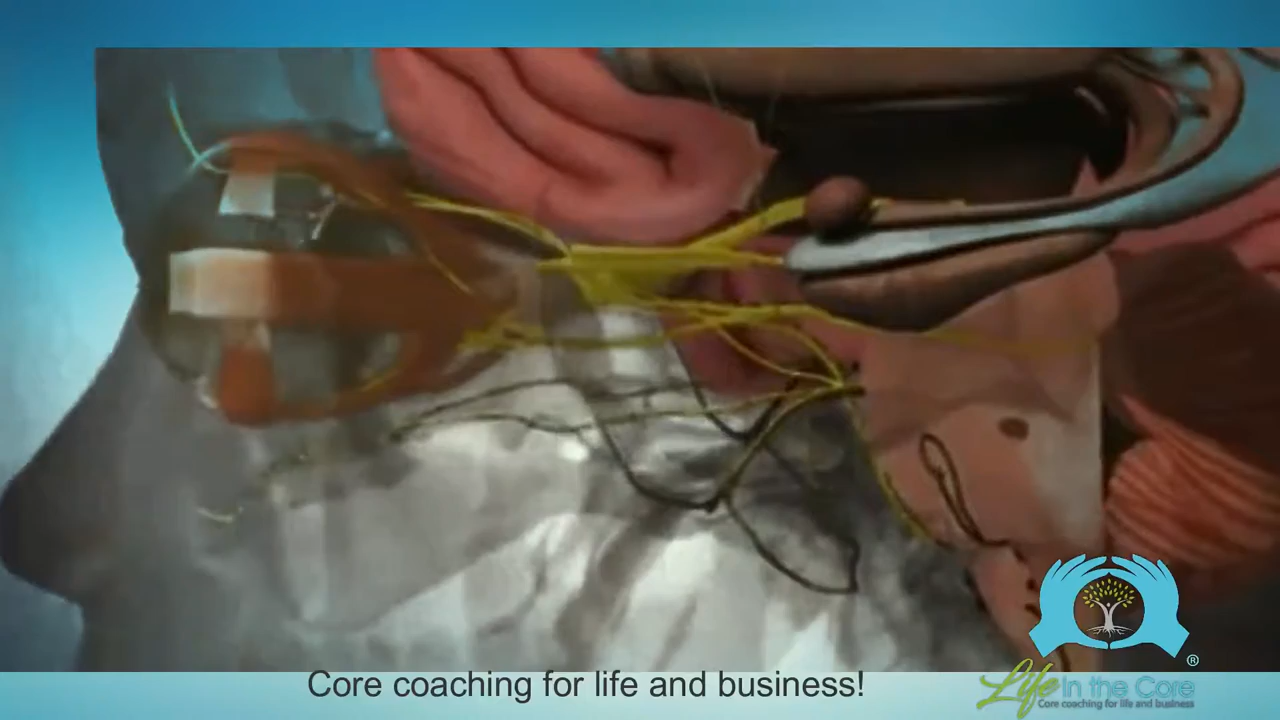 Core coaching for life and business!
®
Life In the Core
Core coaching for life and business